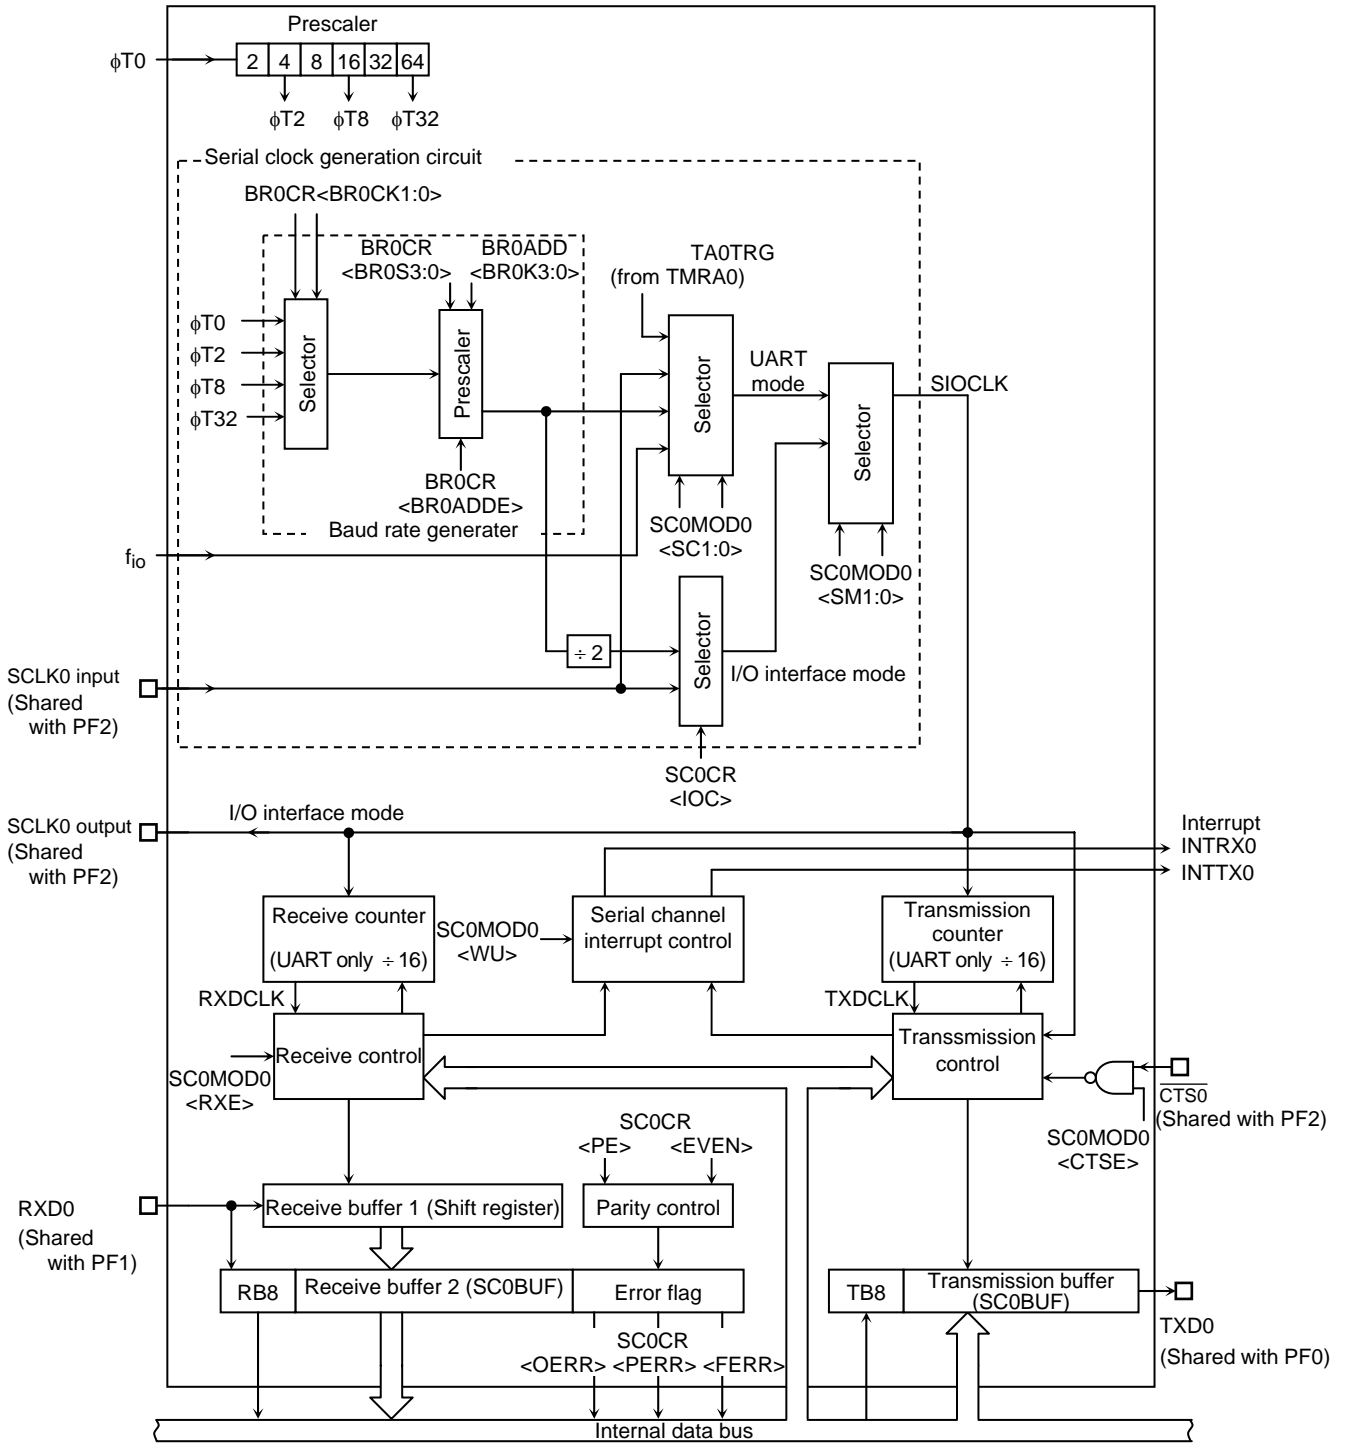 Prescaler
ϕT0
2 4 8 16 32 64
ϕT2 ϕT8 ϕT32
Serial clock generation circuit
BR0CR<BR0CK1:0>
BR0CR
<BR0S3:0>
BR0ADD
<BR0K3:0>
TA0TRG
(from TMRA0)
ϕT0
ϕT2
ϕT8
ϕT32
Selector
Prescaler
Selector
UART
mode
Selector
SIOCLK
BR0CR
<BR0ADDE>
Baud rate generater
SC0MOD0
<SC1:0>
fio
SC0MOD0
<SM1:0>
÷ 2
Selector
I/O interface mode
SCLK0 input
(Shared
with PF2)
SC0CR
<IOC>
I/O interface mode
SCLK0 output
(Shared
with PF2)
Interrupt
INTRX0
INTTX0
Receive counter
(UART only ÷ 16)
SC0MOD0
<WU>
Serial channel
interrupt control
Transmission
counter
(UART only ÷ 16)
RXDCLK
TXDCLK
Receive control
Transsmission
control
SC0MOD0
<RXE>
CTS0
(Shared with PF2)
SC0MOD0
<CTSE>
SC0CR
<PE> <EVEN>
RXD0
(Shared
with PF1)
Receive buffer 1 (Shift register)
Parity control
RB8
Receive buffer 2 (SC0BUF)
Error flag
TB8
Transmission buffer
(SC0BUF)
TXD0
(Shared with PF0)
SC0CR
<OERR> <PERR> <FERR>
Internal data bus